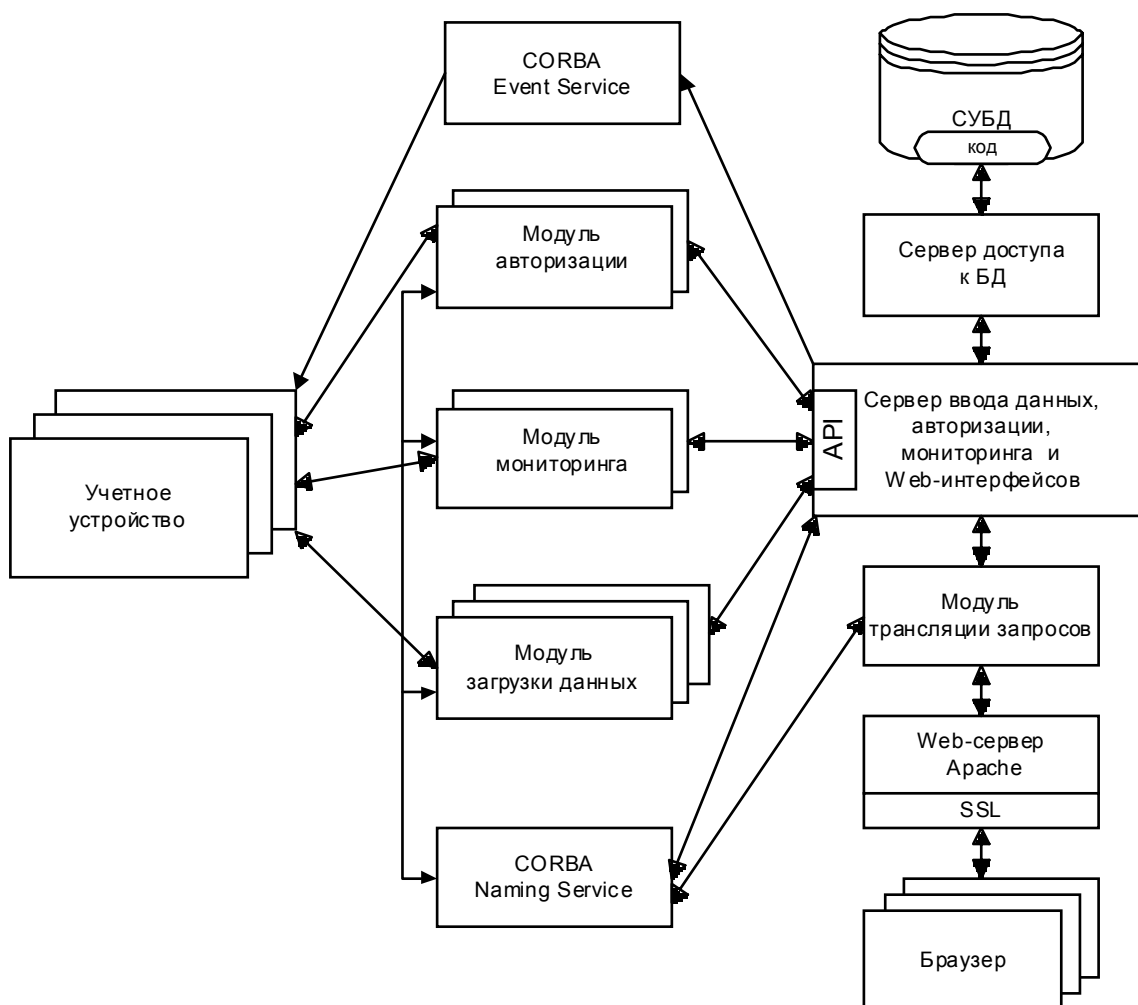 CORBA
Event Service
СУБД
код
Модуль
авторизации
Сервер доступа
к БД
Учетное
устройство
Модуль
мониторинга
API
Сервер ввода данных,
авторизации,
мониторинга и
Web-интерфейсов
Модуль
загрузки данных
Модуль
трансляции запросов
Web-сервер
Apache
SSL
CORBA
Naming Service
Браузер